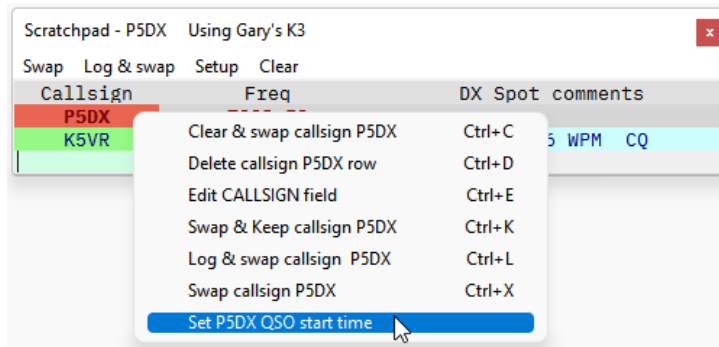 Scratchpad - P5DX Using Gary's K3
x
Swap Log & swap Setup Clear
Callsign Freq DX Spot comments
P5DX
K5VR WPM CQ
Clear & swap callsign P5DX Ctrl+C
Delete callsign P5DX row Ctrl+D
Edit CALLSIGN field Ctrl+E
Swap & Keep callsign P5DX Ctrl+K
Log & swap callsign P5DX Ctrl+L
Swap callsign P5DX Ctrl+X
Set P5DX QSO start time